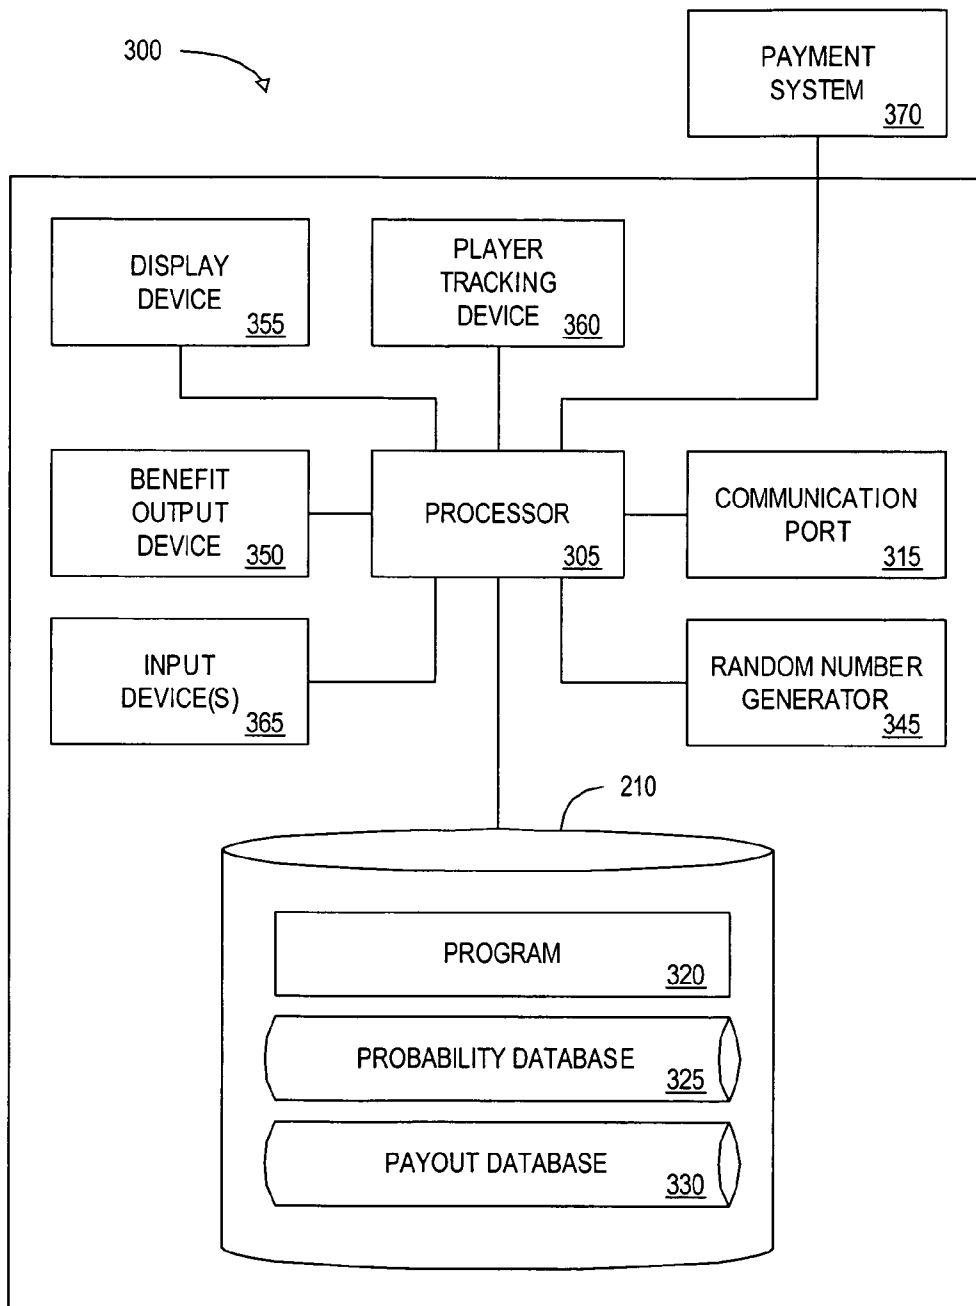 300
PAYMENT
SYSTEM
370
DISPLAY
DEVICE
355
PLAYER
TRACKING
DEVICE
360
BENEFIT
OUTPUT
DEVICE
350
PROCESSOR
305
COMMUNICATION
PORT
315
INPUT
DEVICE(S)
365
RANDOM NUMBER
GENERATOR
345
210
PROGRAM
320
PROBABILITY DATABASE
325
PAYOUT DATABASE
330